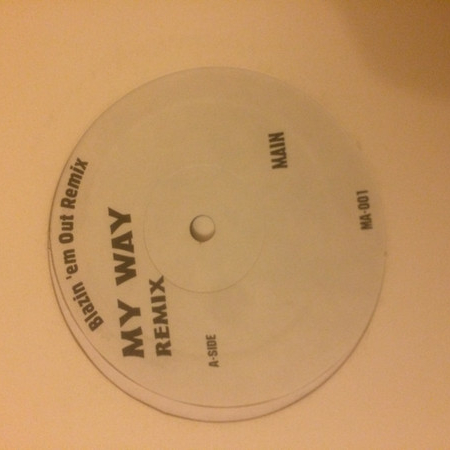 Blazin 'em Out Remix
MY WAY
REMIX
A-SIDE
MAIN
MA-001